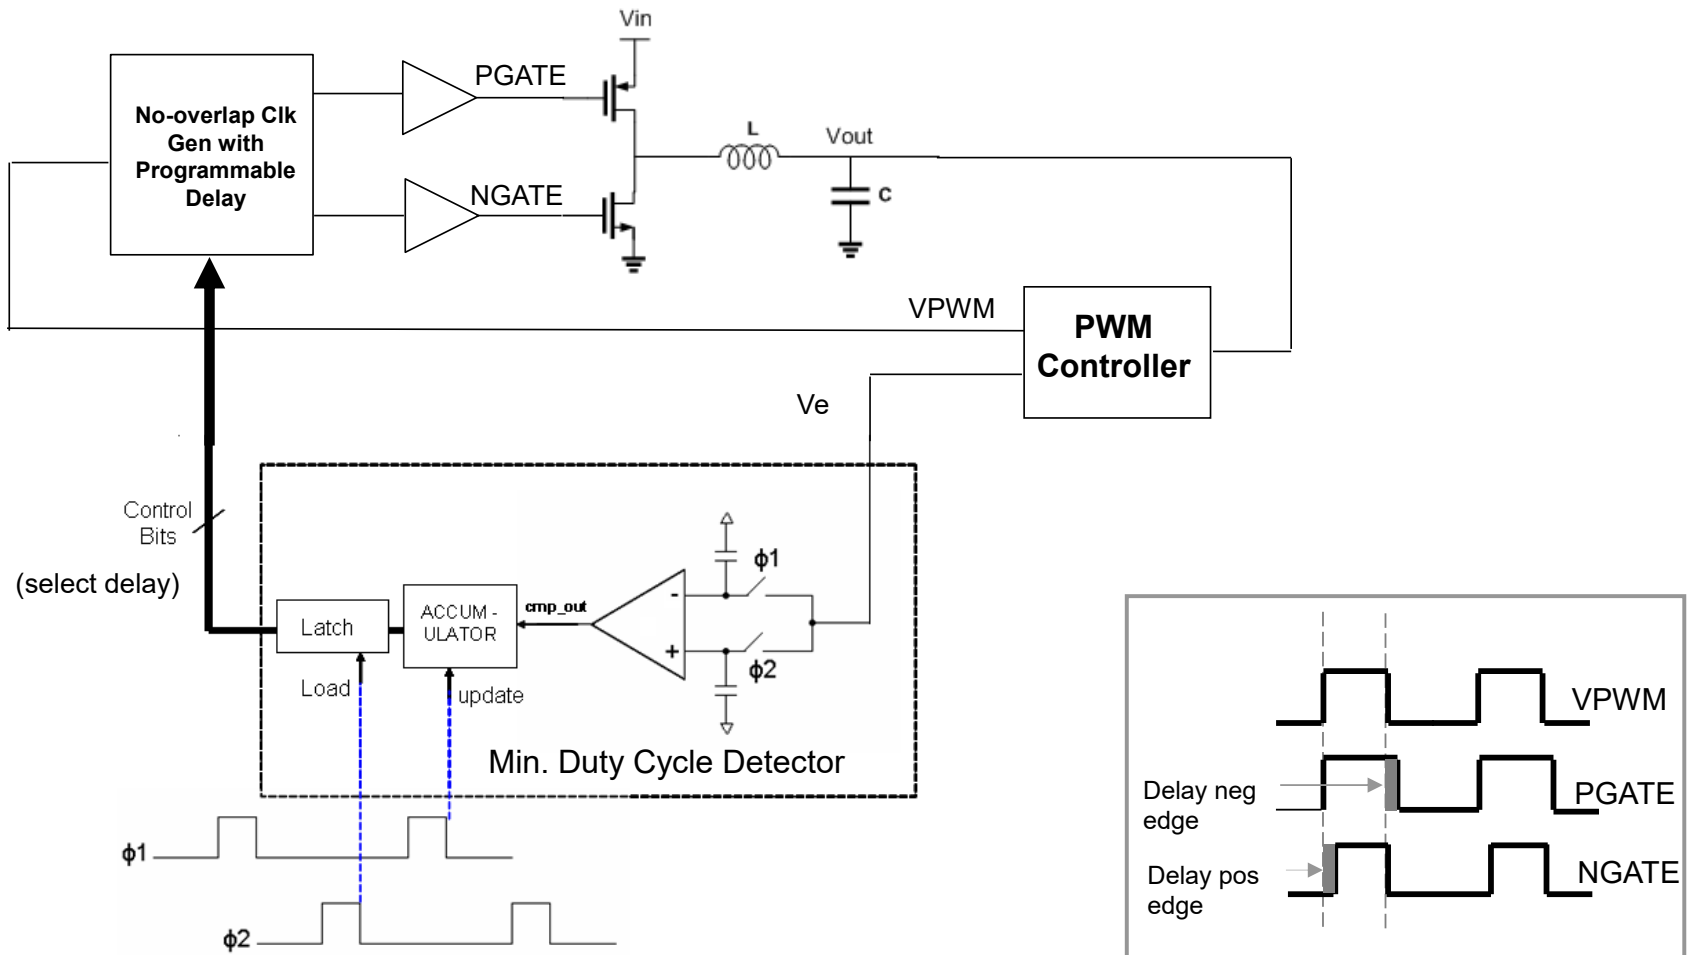 Vin
PGATE
No-overlap Clk
Gen with
Programmable
Delay
L
Vout
NGATE
C
VPWM
PWM
Controller
Ve
Control
Bits
(select delay)
ϕ1
cmp_out
-
ACCUM -
ULATOR
Latch
+
ϕ2
Load
update
Min. Duty Cycle Detector
VPWM
Delay neg
edge
PGATE
Delay pos
edge
NGATE
ϕ1
ϕ2